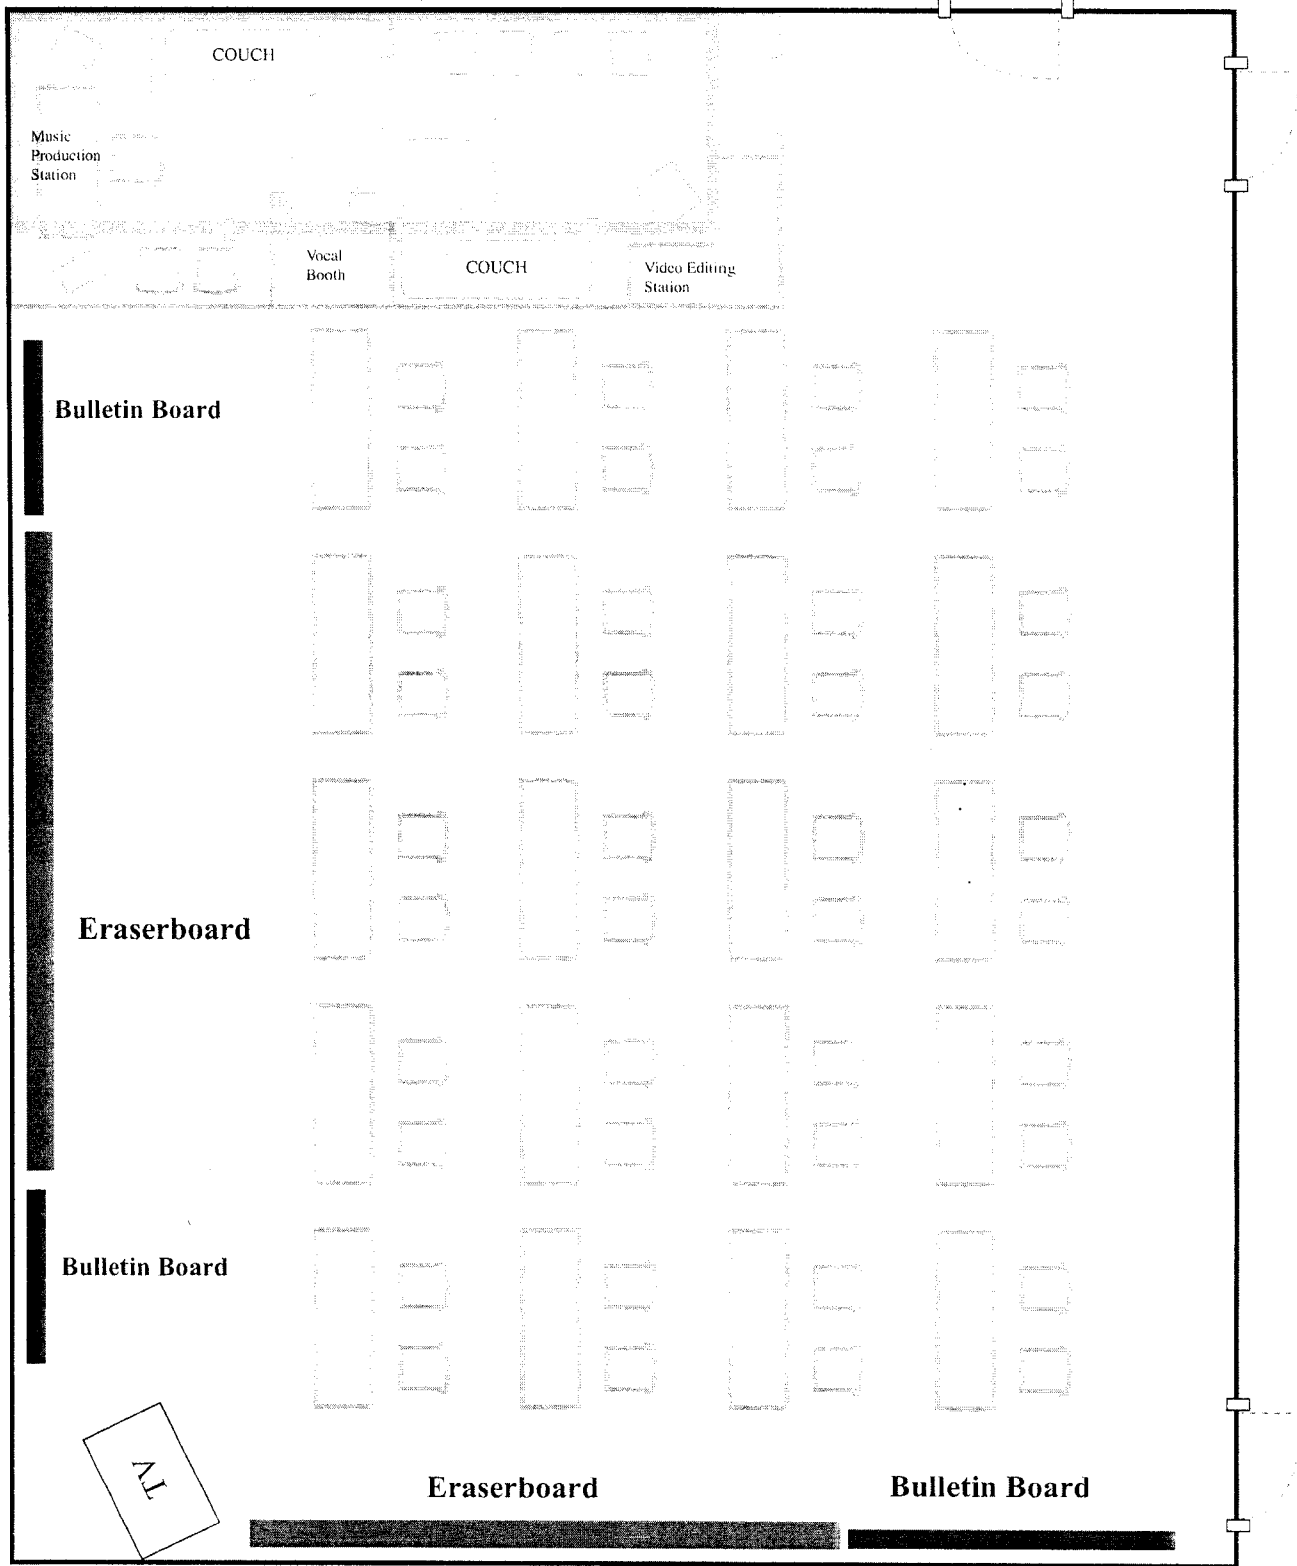 COUCH
Music
Production
Station
Vocal
Booth
COUCH
Video Editing
Station
Bulletin Board
Eraserboard
Bulletin Board
TV
Eraserboard
Bulletin Board